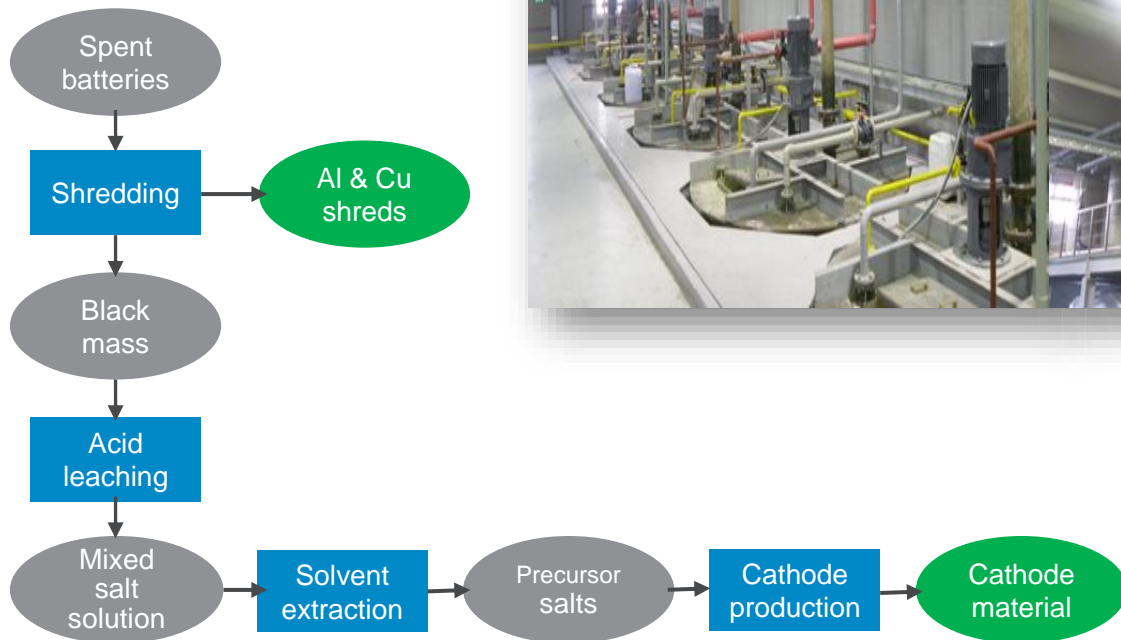 Spent
batteries
Shredding
Al & Cu
shreds
Black
mass
Acid
leaching
Mixed
salt
solution
Solvent
extraction
Precursor
salts
Cathode
production
Cathode
material